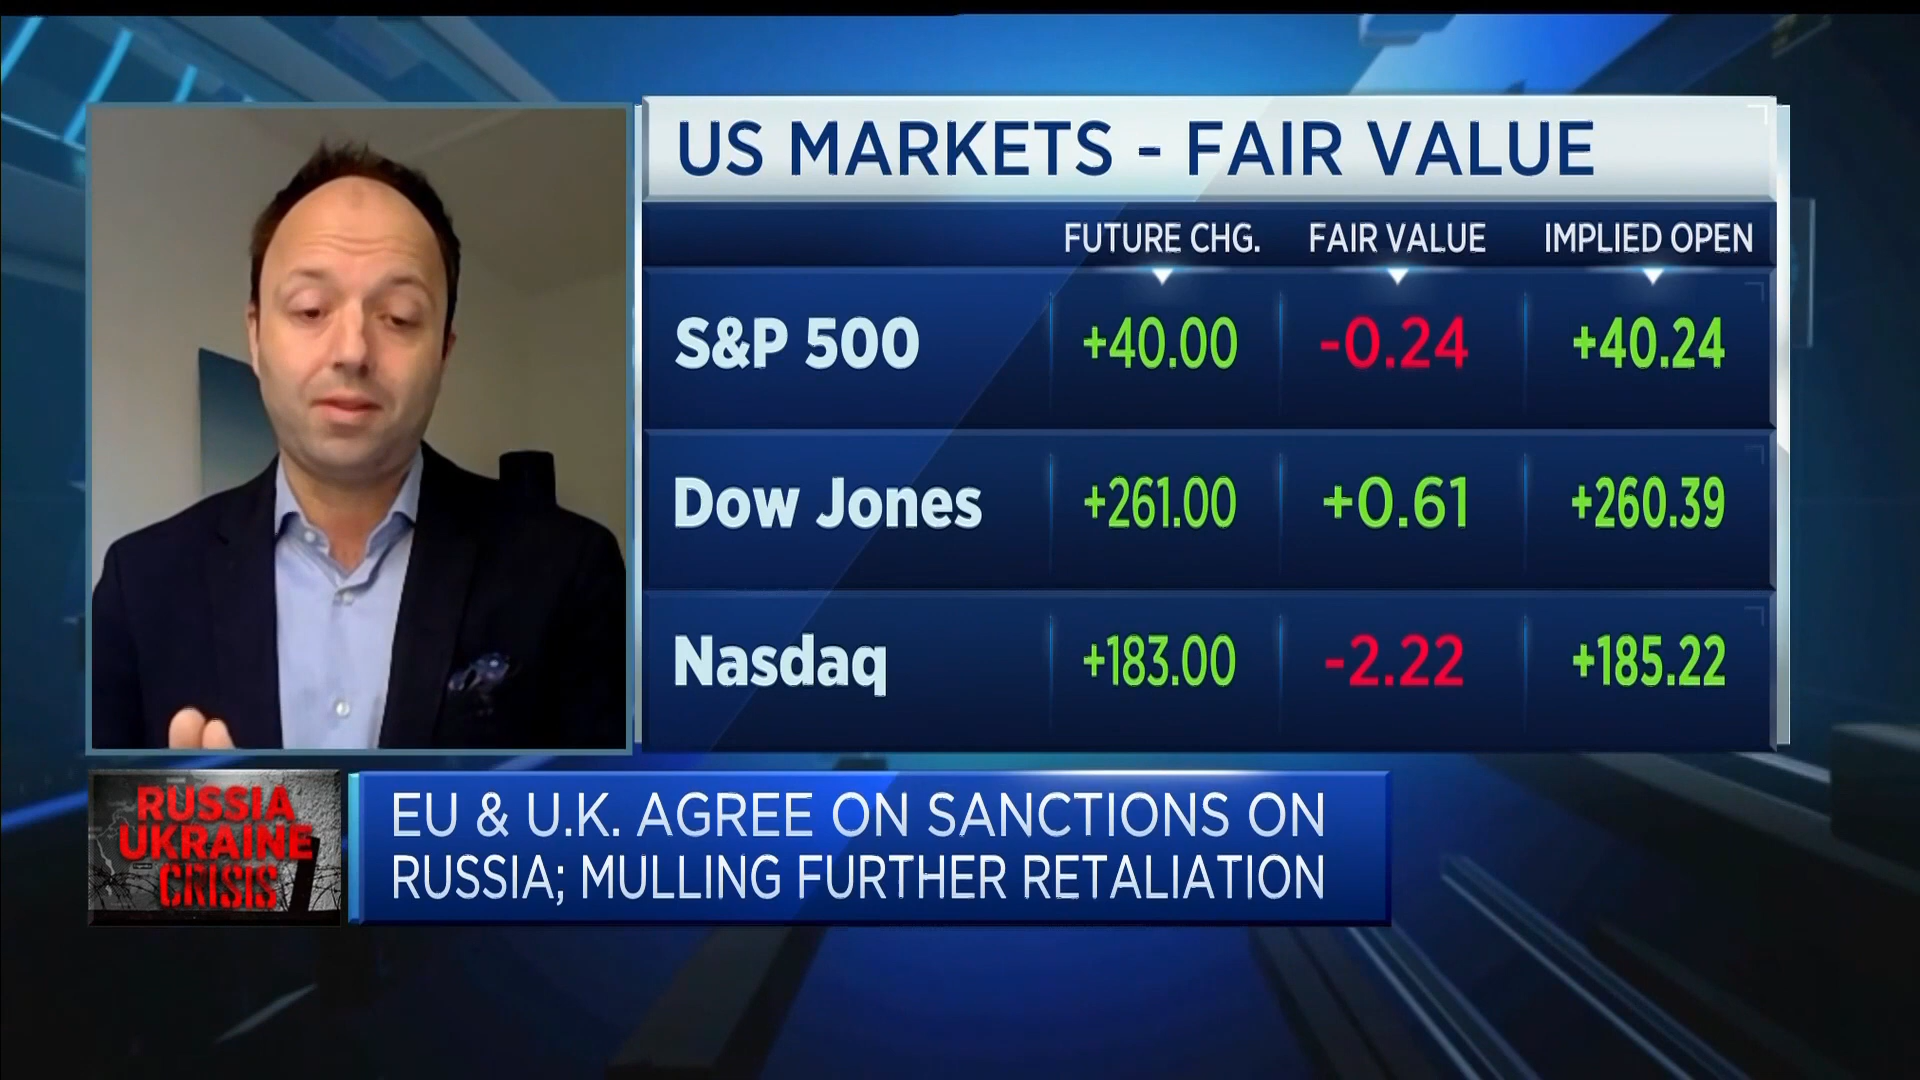 US MARKETS - FAIR VALUE
FUTURE CHG. FAIR VALUE IMPLIED OPEN
S&P 500 +40.00 -0.24 +40.24
Dow Jones +261.00 +0.61 +260.39
Nasdaq +183.00 -2.22 +185.22
RUSSIA
UKRAINE
CRISIS
EU & U.K. AGREE ON SANCTIONS ON
RUSSIA; MULLING FURTHER RETALIATION